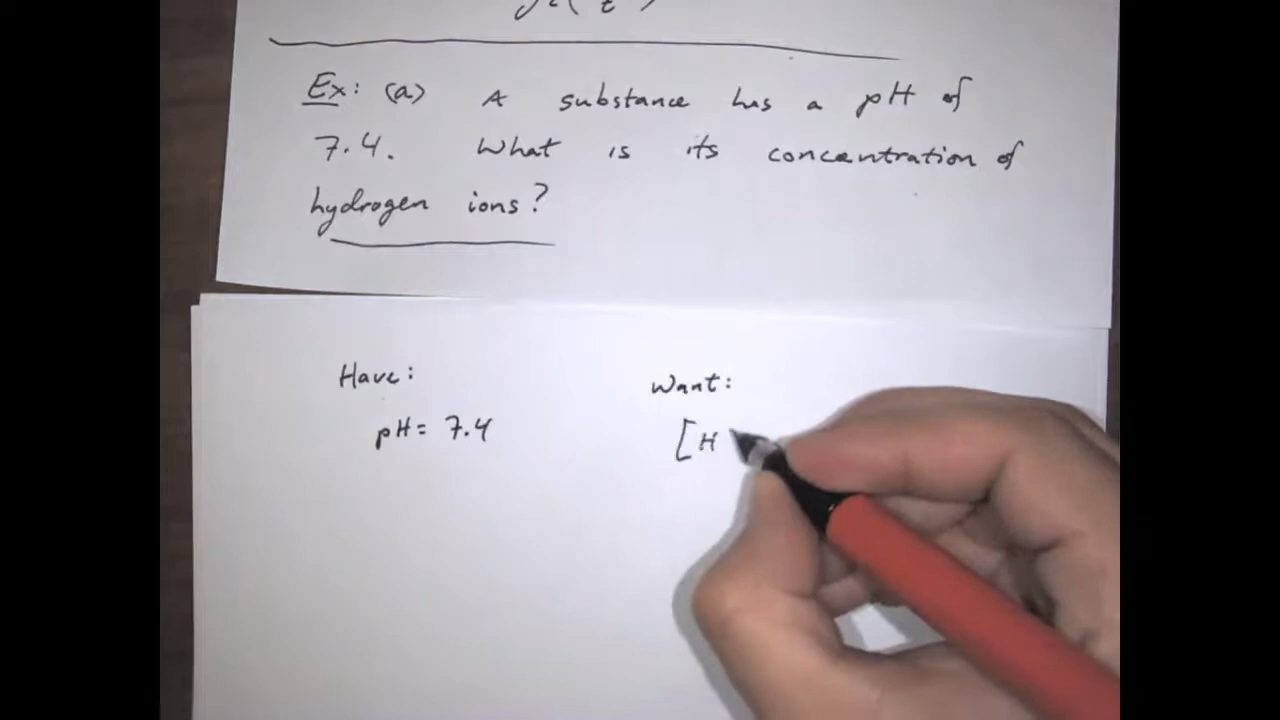 Ex: (a) A substance has a pH of
7.4. What is its concentration of
hydrogen ions?
Have: Want:
pH = 7.4 [H